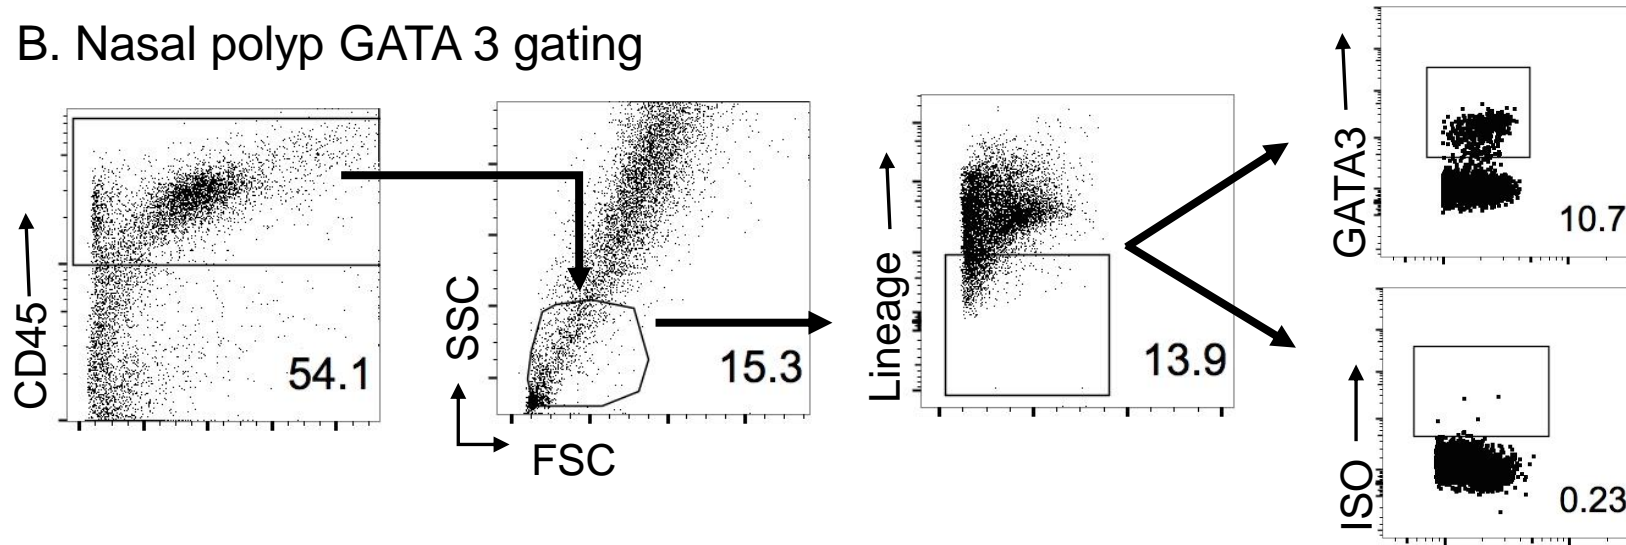 B. Nasal polyp GATA 3 gating
CD45
54.1
SSC
FSC
15.3
Lineage
13.9
GATA3
10.7
ISO
0.23